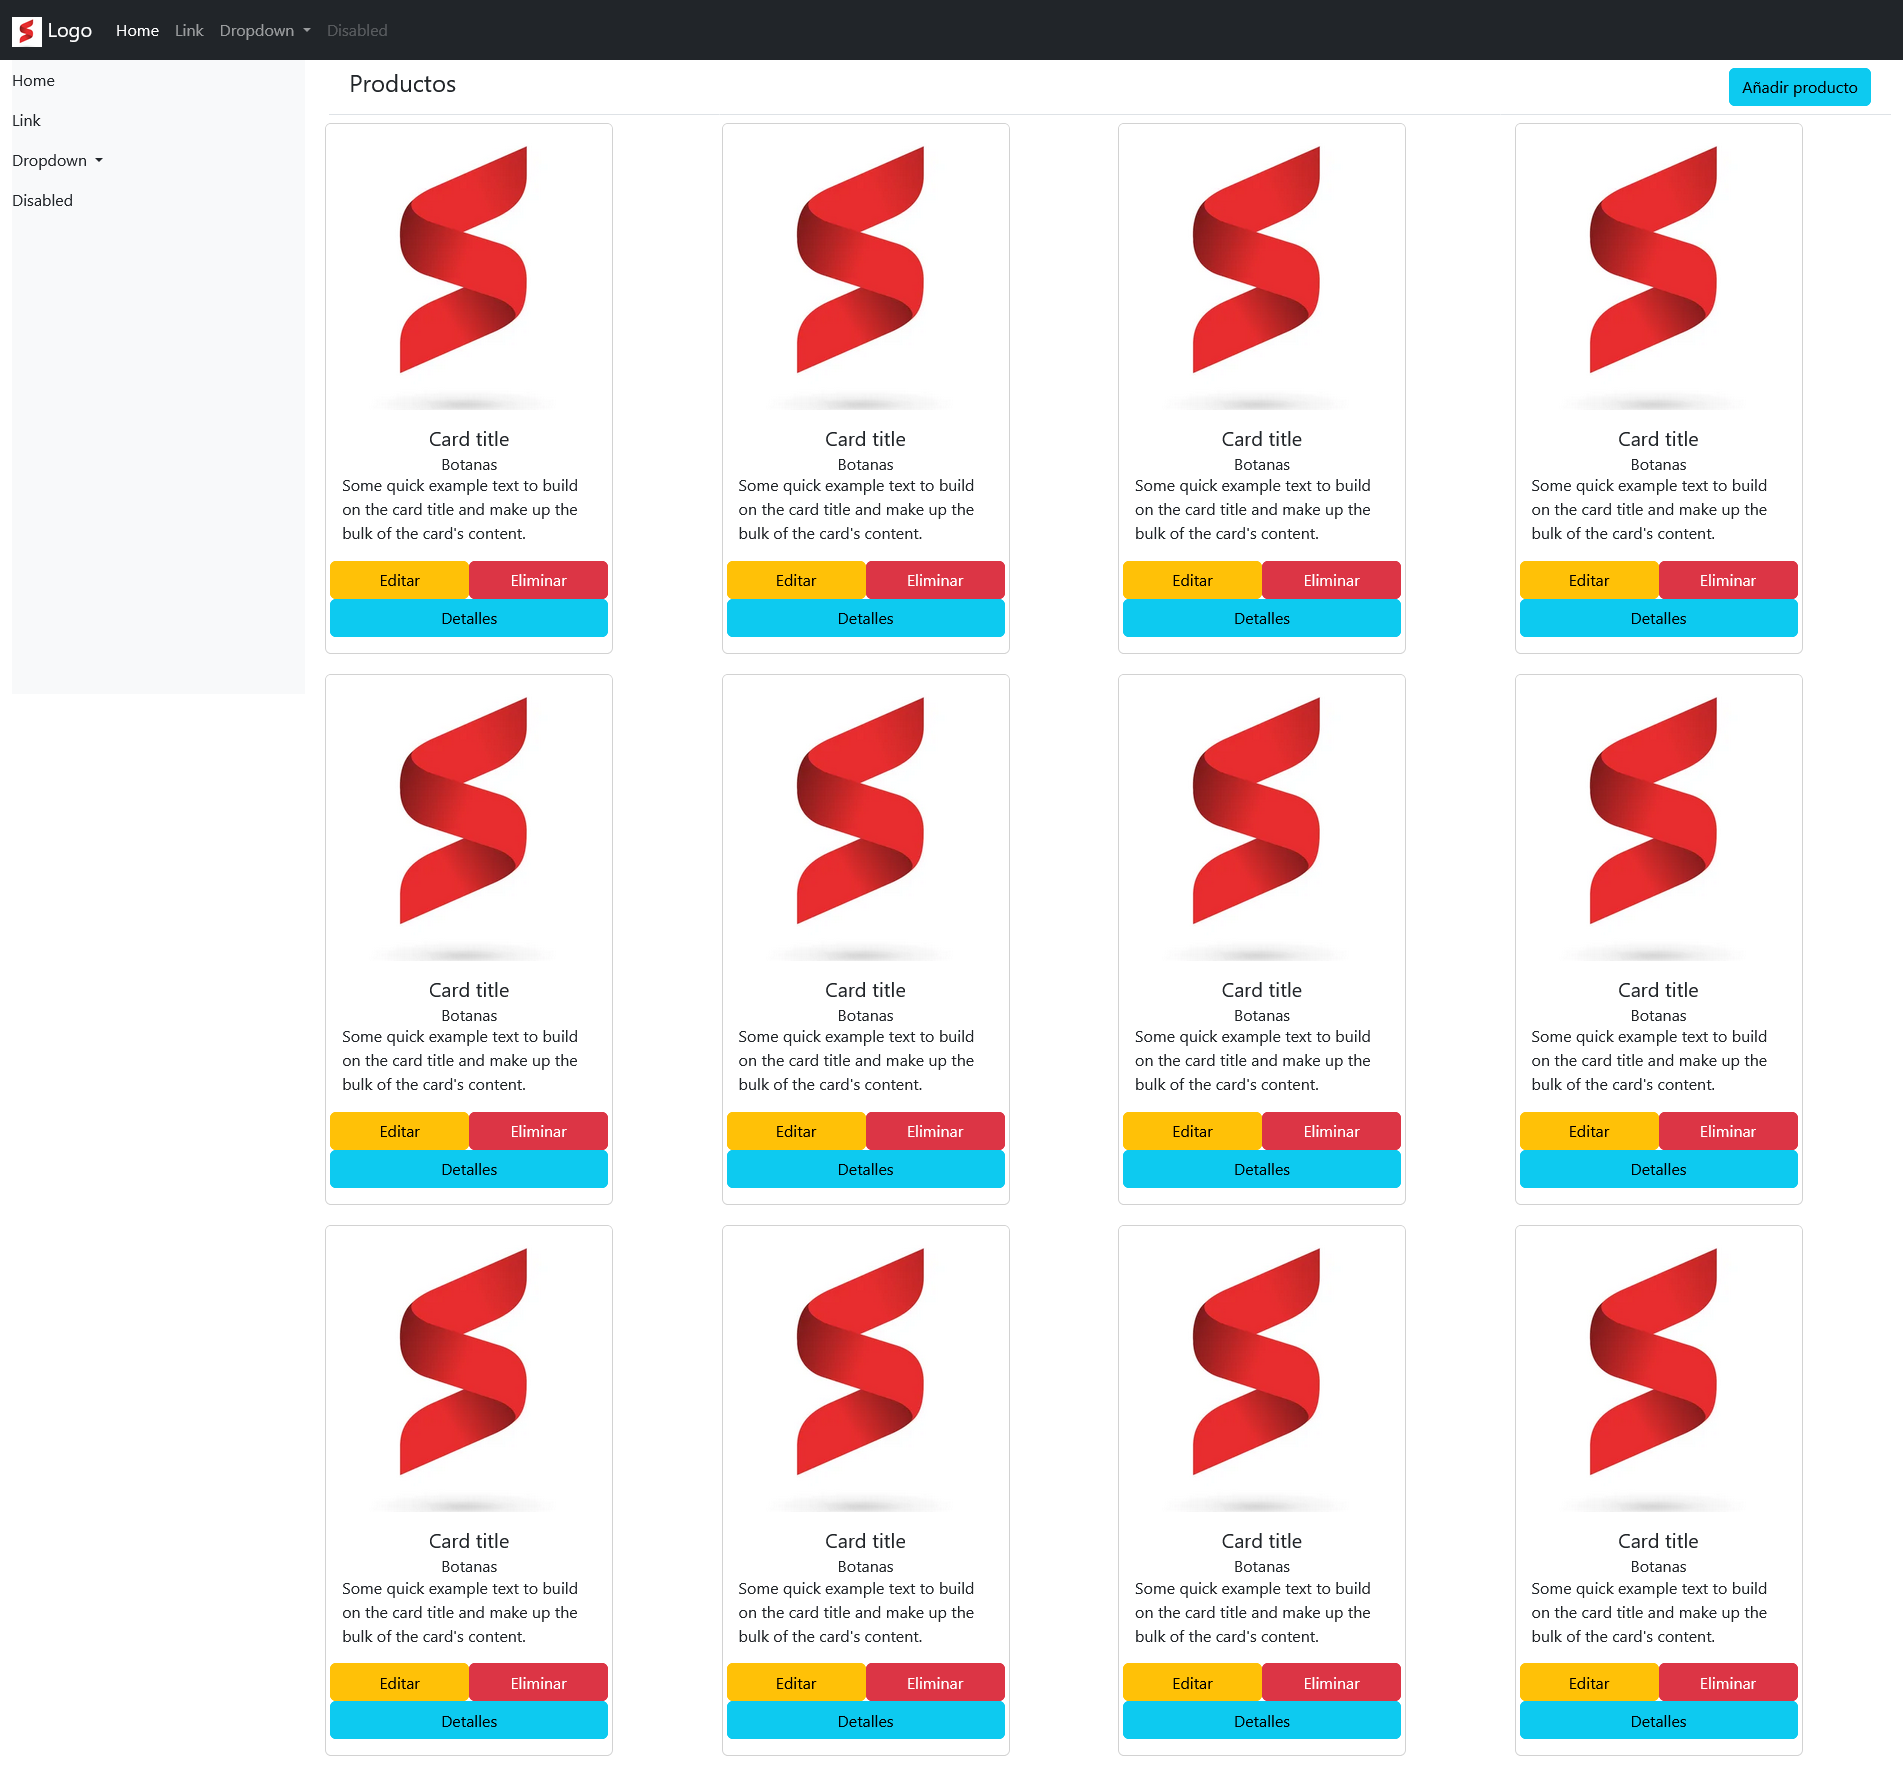 Logo Home Link Dropdown Disabled
Home
Link
Dropdown
Disabled
Productos
Añadir producto
Card title
Botanas
Some quick example text to build
on the card title and make up the
bulk of the card's content.
Editar Eliminar
Detalles
Card title
Botanas
Some quick example text to build
on the card title and make up the
bulk of the card's content.
Editar Eliminar
Detalles
Card title
Botanas
Some quick example text to build
on the card title and make up the
bulk of the card's content.
Editar Eliminar
Detalles
Card title
Botanas
Some quick example text to build
on the card title and make up the
bulk of the card's content.
Editar Eliminar
Detalles
Card title
Botanas
Some quick example text to build
on the card title and make up the
bulk of the card's content.
Editar Eliminar
Detalles
Card title
Botanas
Some quick example text to build
on the card title and make up the
bulk of the card's content.
Editar Eliminar
Detalles
Card title
Botanas
Some quick example text to build
on the card title and make up the
bulk of the card's content.
Editar Eliminar
Detalles
Card title
Botanas
Some quick example text to build
on the card title and make up the
bulk of the card's content.
Editar Eliminar
Detalles
Card title
Botanas
Some quick example text to build
on the card title and make up the
bulk of the card's content.
Editar Eliminar
Detalles
Card title
Botanas
Some quick example text to build
on the card title and make up the
bulk of the card's content.
Editar Eliminar
Detalles
Card title
Botanas
Some quick example text to build
on the card title and make up the
bulk of the card's content.
Editar Eliminar
Detalles
Card title
Botanas
Some quick example text to build
on the card title and make up the
bulk of the card's content.
Editar Eliminar
Detalles